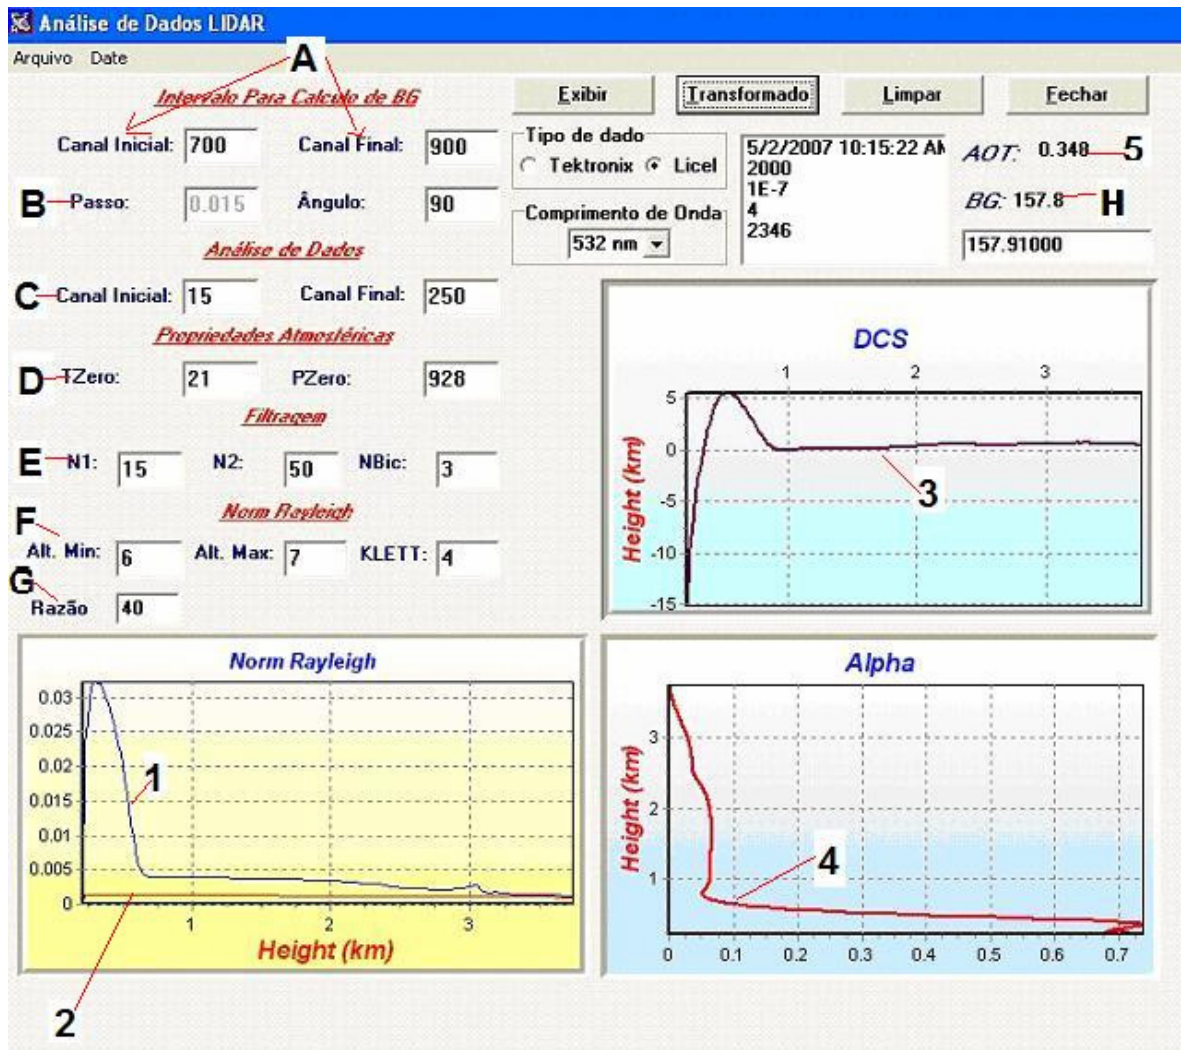 Análise de Dados LIDAR
Arquivo Date
A
Intervalo Para Calculo de BG
Canal Inicial: 700 Canal Final: 900
B Passo: 0.015 Ângulo: 90
Análise de Dados
C Canal Inicial: 15 Canal Final: 250
Propriedades Atmosféricas
D TZero: 21 PZero: 928
Filtragem
E N1: 15 N2: 50 NBic: 3
Norm Rayleigh
F
Alt. Min: 6 Alt. Max: 7 KLETT: 4
G
Razão 40
Exibir Transformado Limpar Fechar
Tipo de dado
Tektronix Licel
Comprimento de Onda
532 nm
5/2/2007 10:15:22 AM
2000
1E-7
4
2346
AOT: 0.348 5
BG: 157.8 H
157.91000
DCS
1 2 3
5
0
-5
-10
-15
Height (km)
3
Norm Rayleigh
0.03
0.025
0.02
0.015
0.01
0.005
0
1
1 2 3
Height (km)
2
Alpha
3
2
1
Height (km)
4
0 0.1 0.2 0.3 0.4 0.5 0.6 0.7